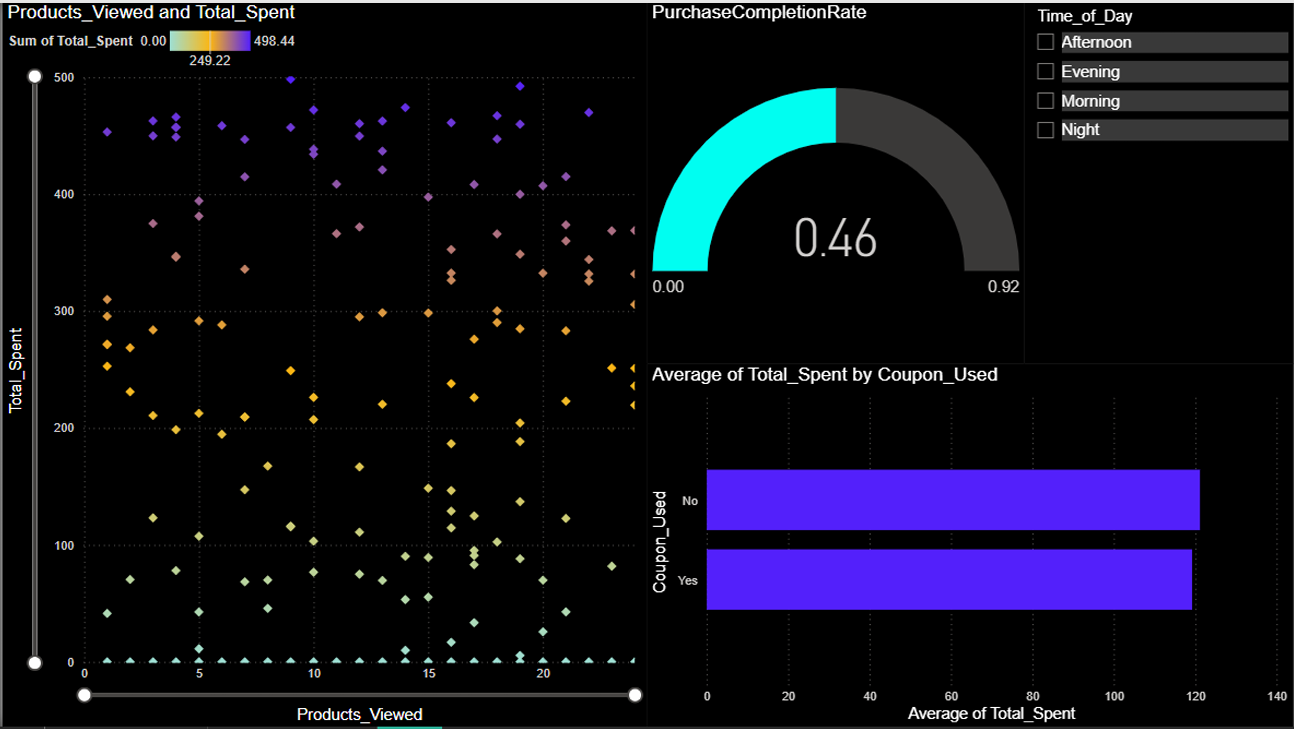 Products_Viewed and Total_Spent
Sum of Total_Spent 0.00 498.44
249.22
500
400
300
200
100
0
Total_Spent
0 5 10 15 20
Products_Viewed
PurchaseCompletionRate
0.46
0.00 0.92
Time_of_Day
Afternoon
Evening
Morning
Night
Average of Total_Spent by Coupon_Used
Coupon_Used
No
Yes
0 20 40 60 80 100 120 140
Average of Total_Spent